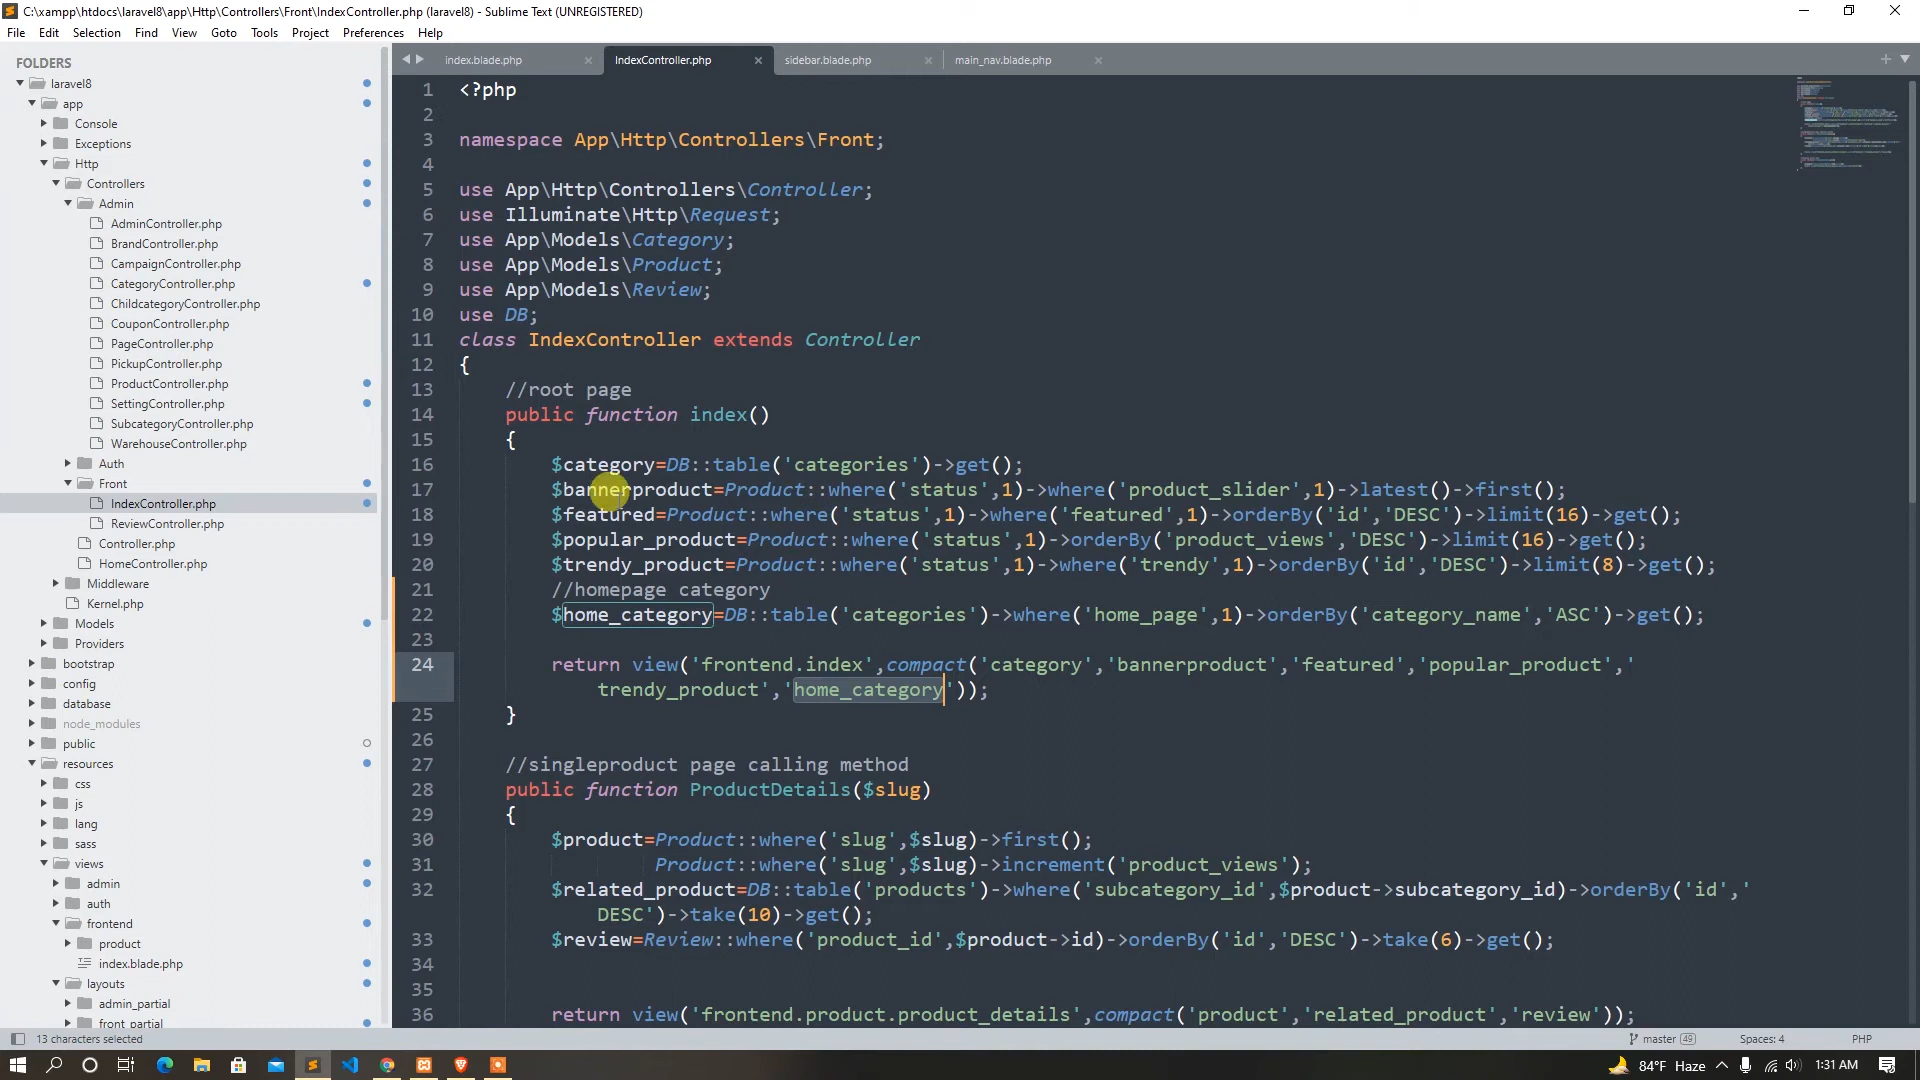 C:\xampp\htdocs\laravel8\app\Http\Controllers\Front\IndexController.php (laravel8) - Sublime Text (UNREGISTERED)
File Edit Selection Find View Goto Tools Project Preferences Help
FOLDERS
laravel8
app
Console
Exceptions
Http
Controllers
Admin
AdminController.php
BrandController.php
CampaignController.php
CategoryController.php
ChildcategoryController.php
CouponController.php
PageController.php
PickupController.php
ProductController.php
SettingController.php
SubcategoryController.php
WarehouseController.php
Auth
Front
IndexController.php
ReviewController.php
Controller.php
HomeController.php
Middleware
Kernel.php
Models
Providers
bootstrap
config
database
node_modules
public
resources
css
js
lang
sass
views
admin
auth
frontend
product
index.blade.php
layouts
admin_partial
front_partial
index.blade.php IndexController.php sidebar.blade.php main_nav.blade.php
1 <?php
2
3 namespace App\Http\Controllers\Front;
4
5 use App\Http\Controllers\Controller;
6 use Illuminate\Http\Request;
7 use App\Models\Category;
8 use App\Models\Product;
9 use App\Models\Review;
10 use DB;
11 class IndexController extends Controller
12 {
13 //root page
14 public function index()
15 {
16 $category=DB::table('categories')->get();
17 $bannerproduct=Product::where('status',1)->where('product_slider',1)->latest()->first();
18 $featured=Product::where('status',1)->where('featured',1)->orderBy('id','DESC')->limit(16)->get();
19 $popular_product=Product::where('status',1)->orderBy('product_views','DESC')->limit(16)->get();
20 $trendy_product=Product::where('status',1)->where('trendy',1)->orderBy('id','DESC')->limit(8)->get();
21 //homepage category
22 $home_category=DB::table('categories')->where('home_page',1)->orderBy('category_name','ASC')->get();
23
24 return view('frontend.index',compact('category','bannerproduct','featured','popular_product','
trendy_product','home_category'));
25 }
26
27 //singleproduct page calling method
28 public function ProductDetails($slug)
29 {
30 $product=Product::where('slug',$slug)->first();
31 Product::where('slug',$slug)->increment('product_views');
32 $related_product=DB::table('products')->where('subcategory_id',$product->subcategory_id)->orderBy('id','
DESC')->take(10)->get();
33 $review=Review::where('product_id',$product->id)->orderBy('id','DESC')->take(6)->get();
34
35
36 return view('frontend.product.product_details',compact('product','related_product','review'));
13 characters selected master 49 Spaces: 4 PHP
84°F Haze 1:31 AM